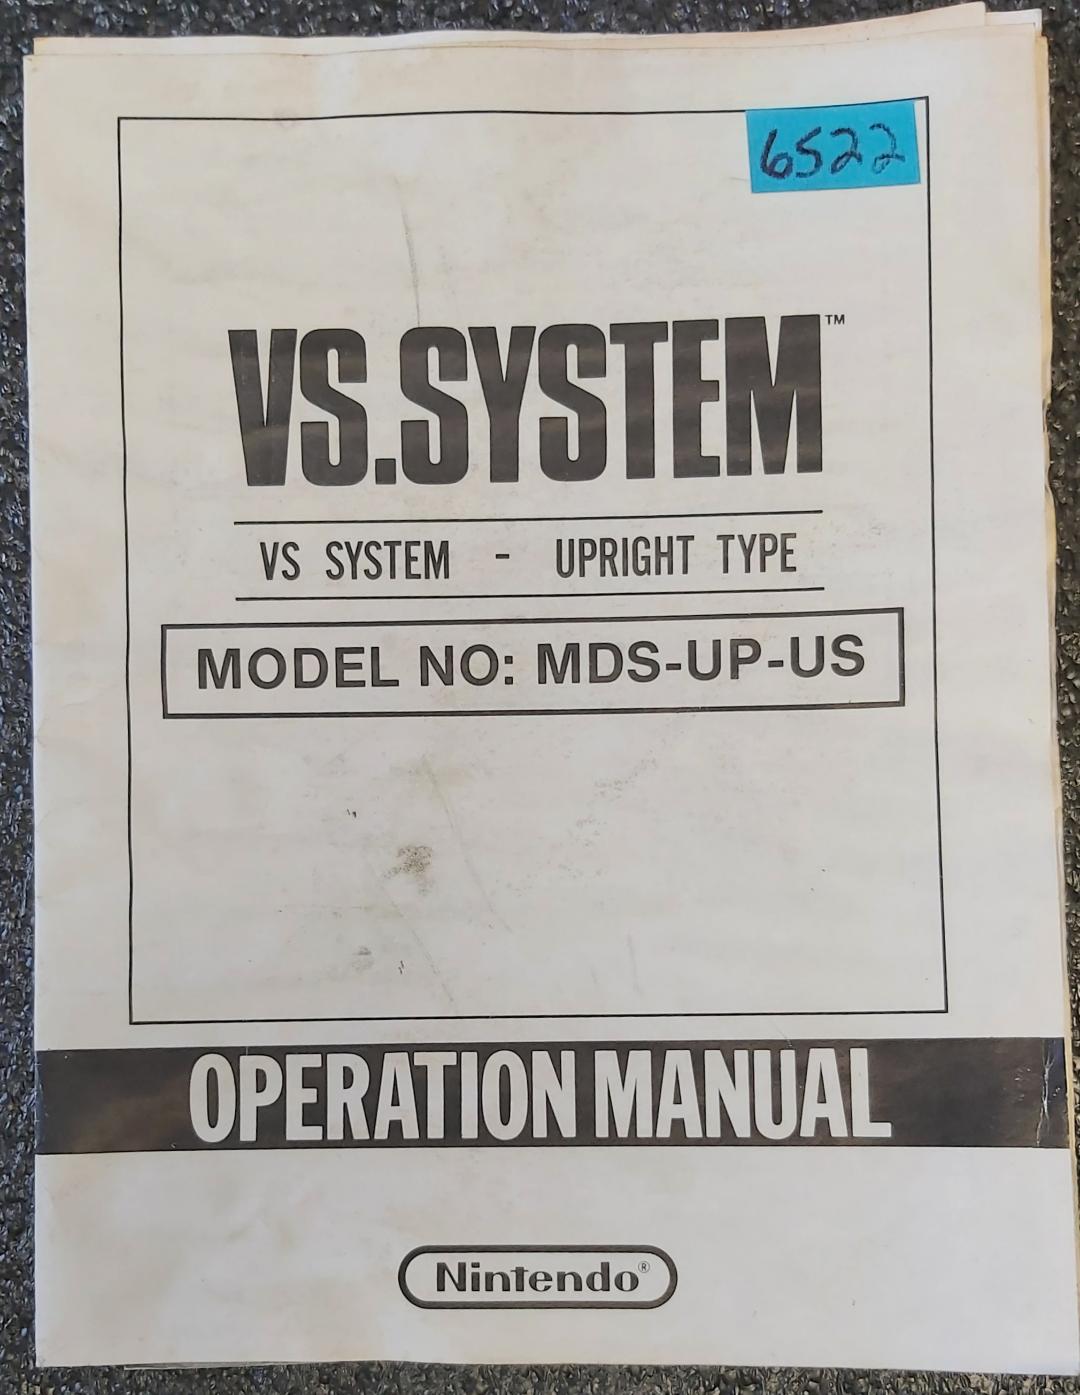 6522
VS.SYSTEM™
VS SYSTEM - UPRIGHT TYPE
MODEL NO: MDS-UP-US
OPERATION MANUAL
Nintendo®